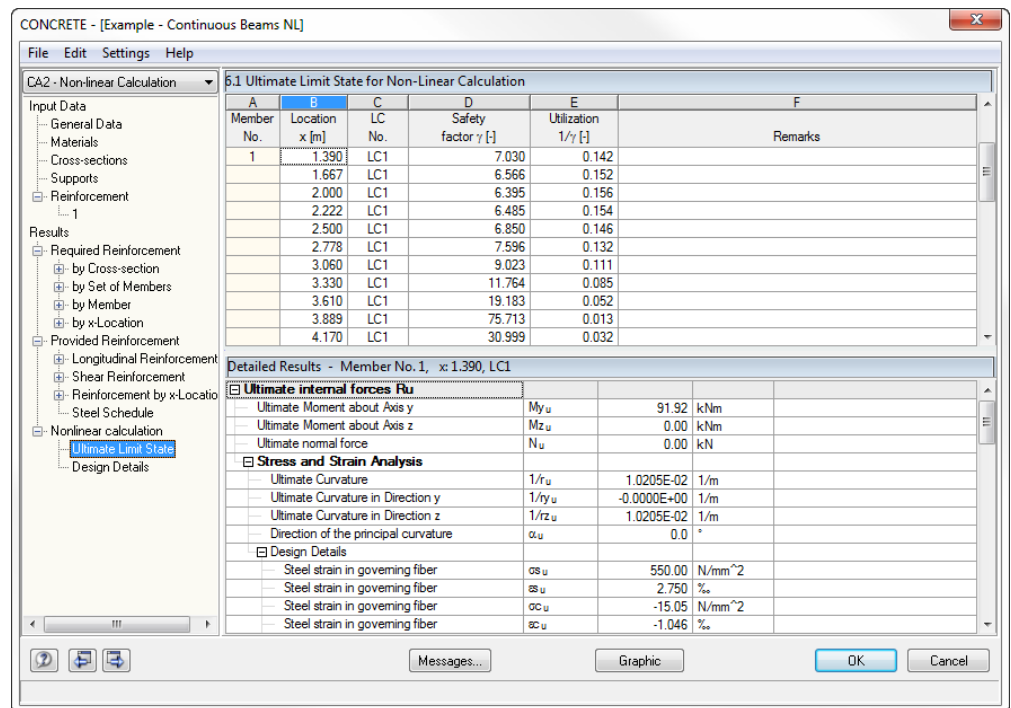 CONCRETE - [Example - Continuous Beams NL]
File Edit Settings Help
CA2 - Non-linear Calculation
Input Data
General Data
Materials
Cross-sections
Supports
Reinforcement
1
Results
Required Reinforcement
by Cross-section
by Set of Members
by Member
by x-Location
Provided Reinforcement
Longitudinal Reinforcement
Shear Reinforcement
Reinforcement by x-Locatio
Steel Schedule
Nonlinear calculation
Ultimate Limit State
Design Details
6.1 Ultimate Limit State for Non-Linear Calculation
A B C D E F
Member Location LC Safety Utilization
No. x [m] No. factor γ [-] 1/γ [-] Remarks
1 1.390 LC1 7.030 0.142
1.667 LC1 6.566 0.152
2.000 LC1 6.395 0.156
2.222 LC1 6.485 0.154
2.500 LC1 6.850 0.146
2.778 LC1 7.596 0.132
3.060 LC1 9.023 0.111
3.330 LC1 11.764 0.085
3.610 LC1 19.183 0.052
3.889 LC1 75.713 0.013
4.170 LC1 30.999 0.032
Detailed Results - Member No. 1, x: 1.390, LC1
Ultimate internal forces Ru
Ultimate Moment about Axis y My u 91.92 kNm
Ultimate Moment about Axis z Mz u 0.00 kNm
Ultimate normal force N u 0.00 kN
Stress and Strain Analysis
Ultimate Curvature 1/r u 1.0205E-02 1/m
Ultimate Curvature in Direction y 1/ry u -0.0000E+00 1/m
Ultimate Curvature in Direction z 1/rz u 1.0205E-02 1/m
Direction of the principal curvature α u 0.0 °
Design Details
Steel strain in governing fiber σs u 550.00 N/mm^2
Steel strain in governing fiber εs u 2.750 ‰
Steel strain in governing fiber σc u -15.05 N/mm^2
Steel strain in governing fiber εc u -1.046 ‰
Messages... Graphic OK Cancel